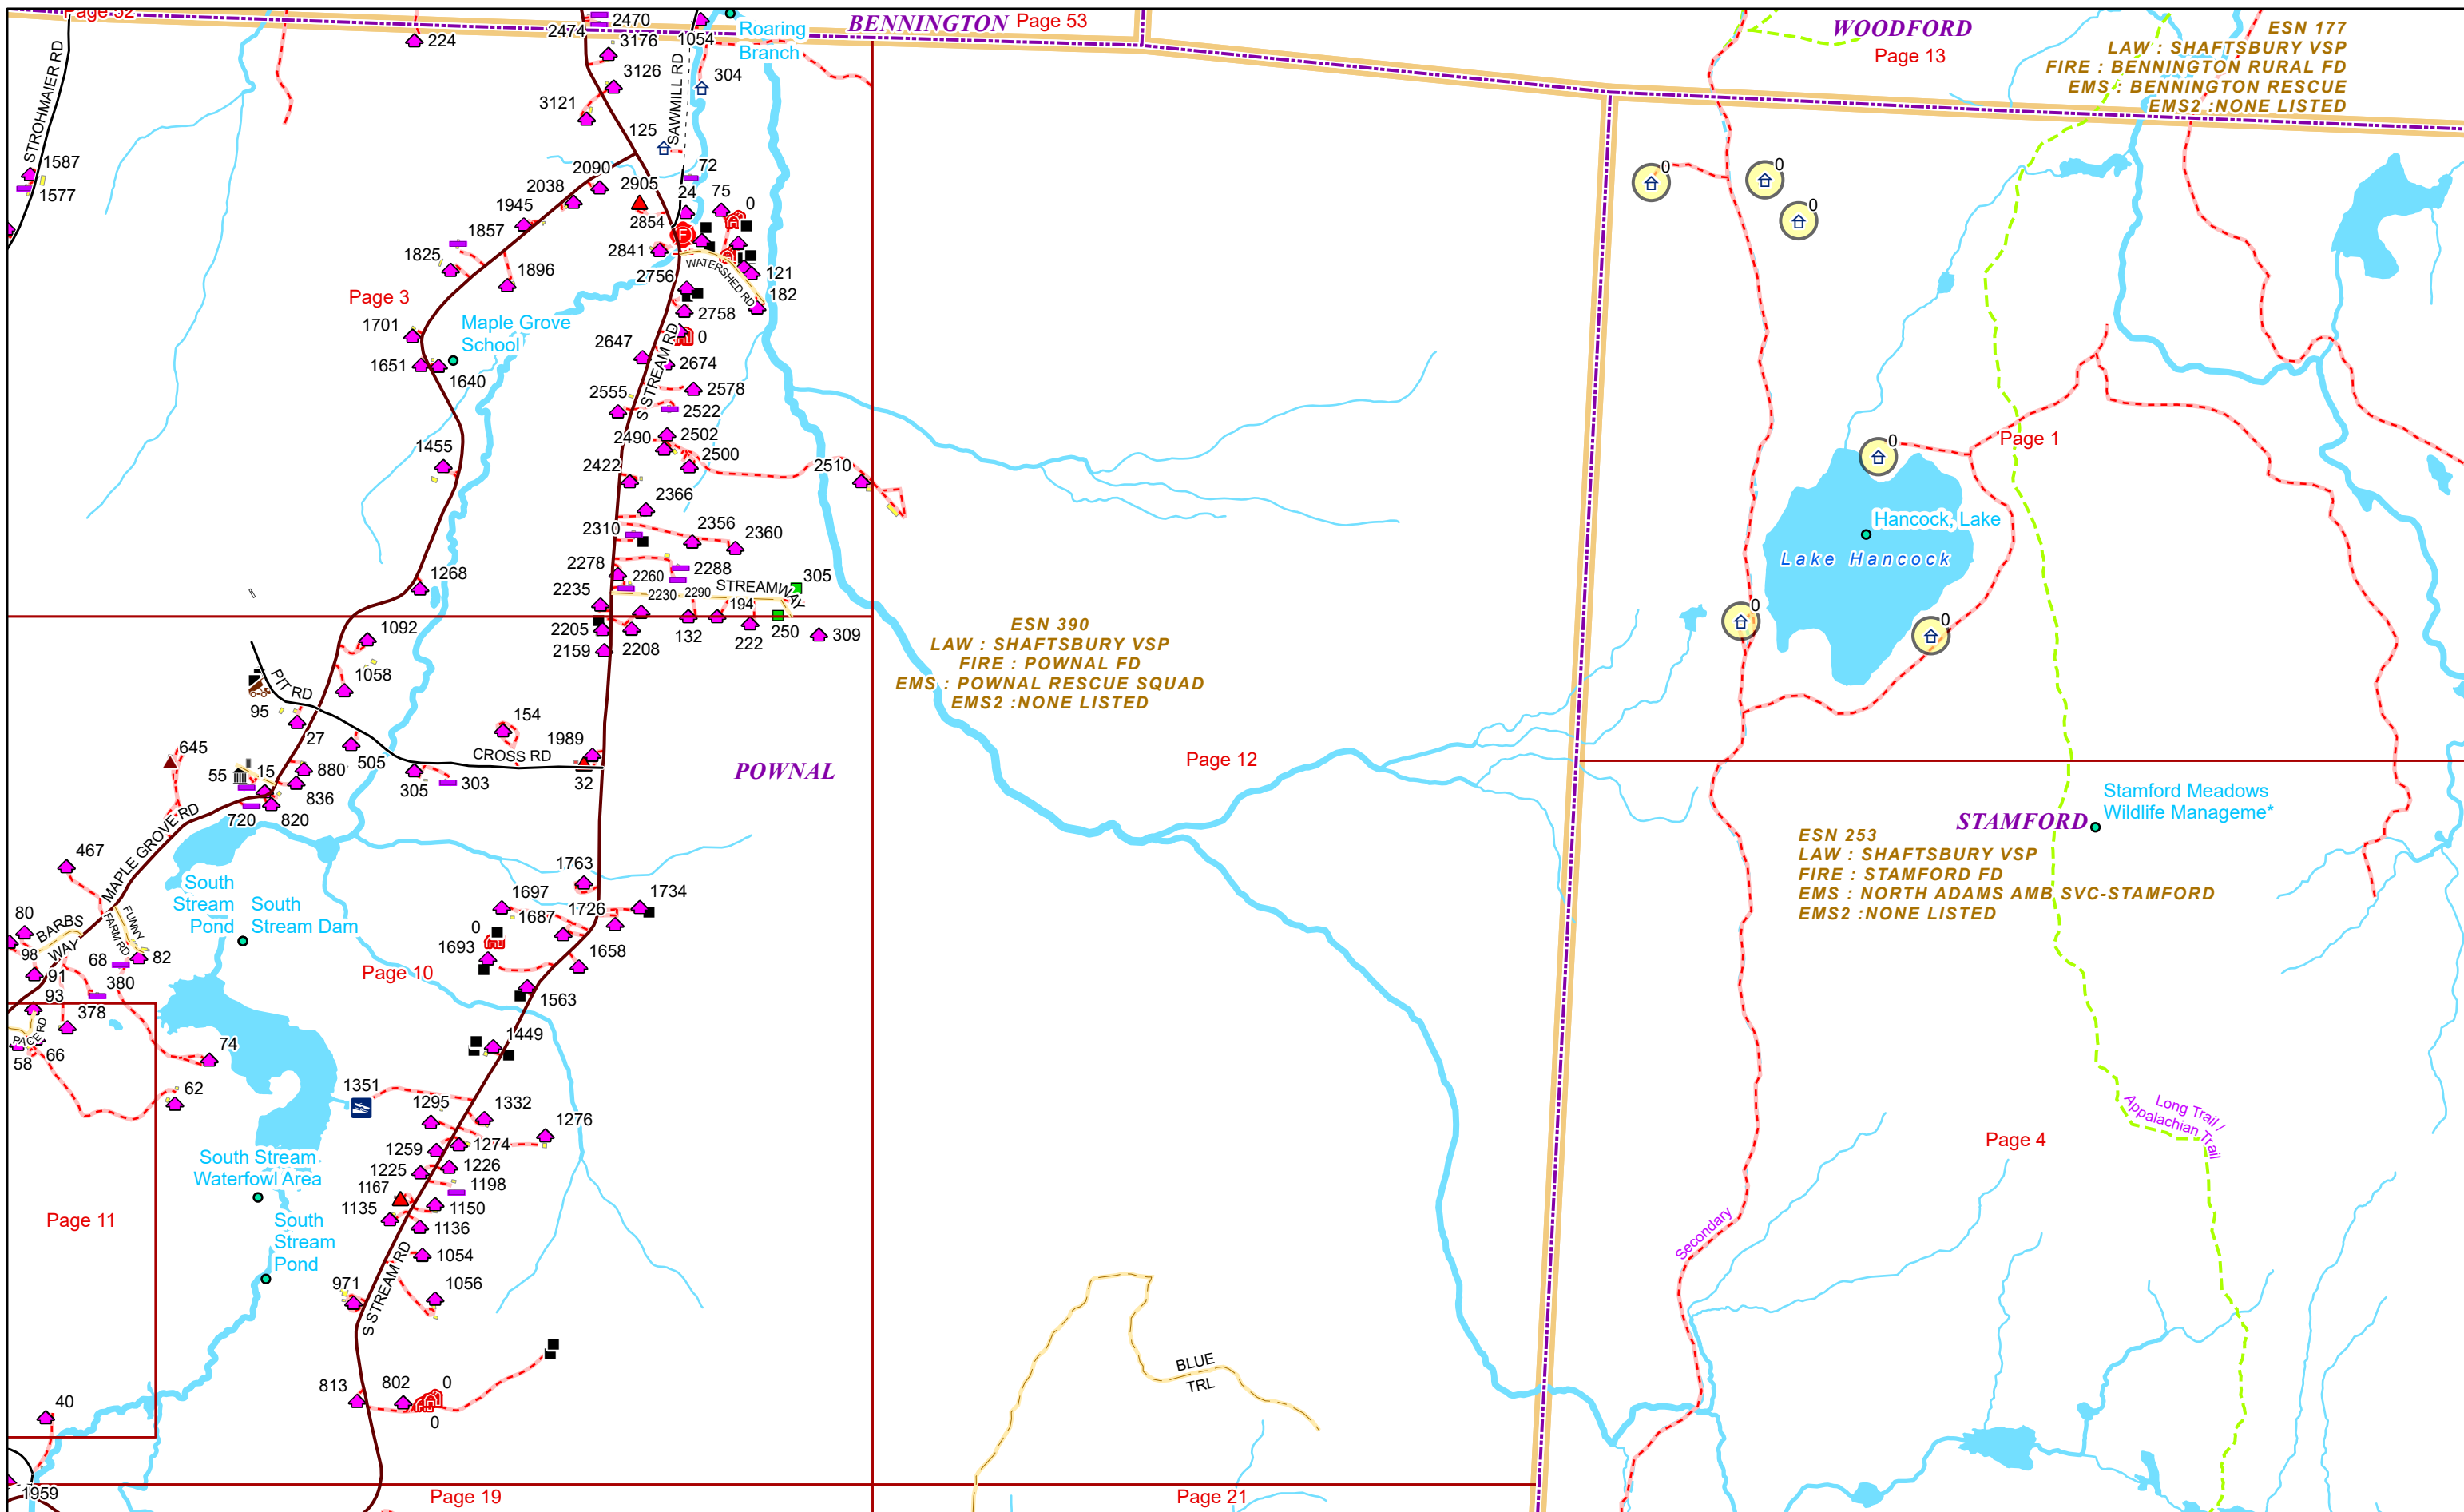 Page 52
BENNINGTON
Page 53
WOODFORD
Page 13
ESN 177
LAW : SHAFTSBURY VSP
FIRE : BENNINGTON RURAL FD
EMS : BENNINGTON RESCUE
EMS2 :NONE LISTED
2470
2474
224
3176
1054
Roaring
Branch
3126
304
3121
STROHMAIER RD
SAWMILL RD
125
1587
1577
2090
72
2038
2905
24
75
0
1945
2854
1857
1825
2841
1896
WATERSHED RD
2756
121
182
Page 3
2758
1701
Maple Grove
School
2647
0
1651
1640
2674
S STREAM RD
2555
2578
2522
1455
2490
2502
2500
2422
2510
2366
2310
2356
2360
2278
2288
2260
1268
2235
2230
2290
STREAMWAY
305
194
2205
2208
132
222
250
309
2159
0
0
0
0
Page 1
Hancock, Lake
Lake Hancock
0
0
ESN 390
LAW : SHAFTSBURY VSP
FIRE : POWNAL FD
EMS : POWNAL RESCUE SQUAD
EMS2 :NONE LISTED
1092
1058
PIT RD
95
27
154
1989
CROSS RD
645
505
55
15
880
305
303
32
836
720
820
POWNAL
Page 12
Stamford Meadows
Wildlife Manageme*
STAMFORD
ESN 253
LAW : SHAFTSBURY VSP
FIRE : STAMFORD FD
EMS : NORTH ADAMS AMB SVC-STAMFORD
EMS2 :NONE LISTED
MAPLE GROVE RD
467
South
Stream
Pond
South
Stream Dam
1763
1697
1734
1687
1726
0
80
BARBS
WAY
FUNNY
FARM RD
98
1693
1658
68
82
91
380
Page 10
93
378
1563
PACE RD
1449
58
66
74
62
1351
1295
1332
1276
1259
1274
South Stream
Waterfowl Area
1225
1226
1167
1198
1135
1150
1136
Page 11
South
Stream
Pond
1054
S STREAM RD
971
1056
Long Trail /
Appalachian Trail
Page 4
Secondary
BLUE
TRL
813
802
0
0
40
1959
Page 19
Page 21